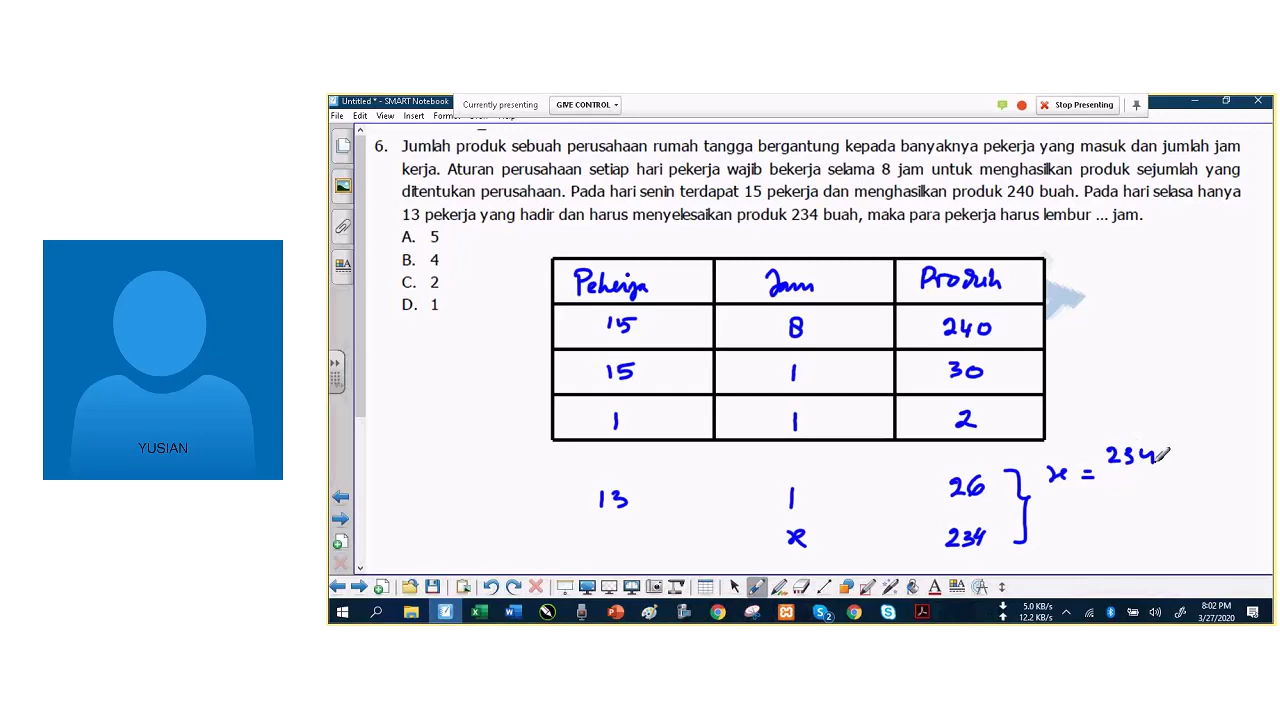 Untitled * - SMART Notebook
Currently presenting
GIVE CONTROL
Stop Presenting
File Edit View Insert
6. Jumlah produk sebuah perusahaan rumah tangga bergantung kepada banyaknya pekerja yang masuk dan jumlah jam
kerja. Aturan perusahaan setiap hari pekerja wajib bekerja selama 8 jam untuk menghasilkan produk sejumlah yang
ditentukan perusahaan. Pada hari senin terdapat 15 pekerja dan menghasilkan produk 240 buah. Pada hari selasa hanya
13 pekerja yang hadir dan harus menyelesaikan produk 234 buah, maka para pekerja harus lembur ... jam.
A. 5
B. 4
C. 2
D. 1
Pekerja Jam Produk
15 8 240
15 1 30
1 1 2
13 1 26
x 234
x = 234
YUSIAN
5.0 KB/s
12.2 KB/s
8:02 PM
3/27/2020